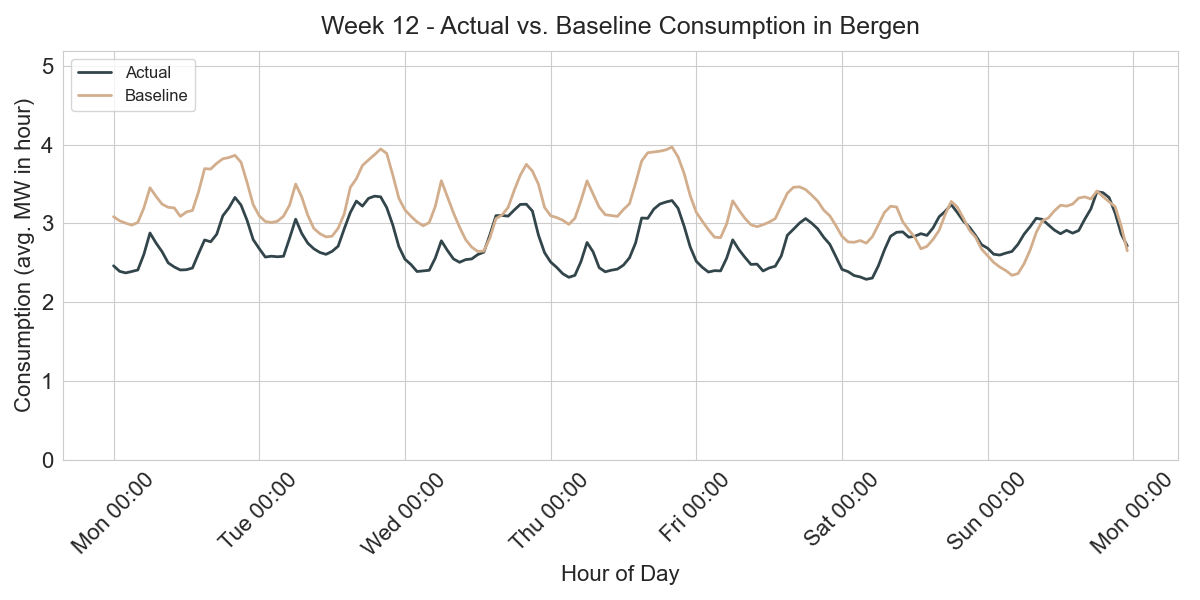 Week 12 - Actual vs. Baseline Consumption in Bergen
Actual
Baseline
Consumption (avg. MW in hour)
5
4
3
2
1
0
Mon 00:00
Tue 00:00
Wed 00:00
Thu 00:00
Fri 00:00
Sat 00:00
Sun 00:00
Mon 00:00
Hour of Day